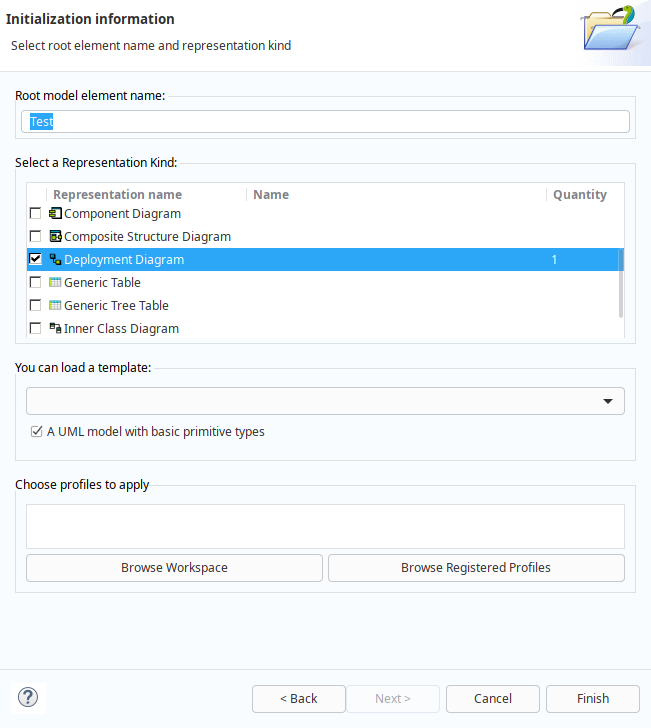 Initialization information
Select root element name and representation kind
Root model element name:
Test
Select a Representation Kind:
Representation name Name Quantity
Component Diagram
Composite Structure Diagram
Deployment Diagram 1
Generic Table
Generic Tree Table
Inner Class Diagram
You can load a template:
A UML model with basic primitive types
Choose profiles to apply
Browse Workspace Browse Registered Profiles
? < Back Next > Cancel Finish